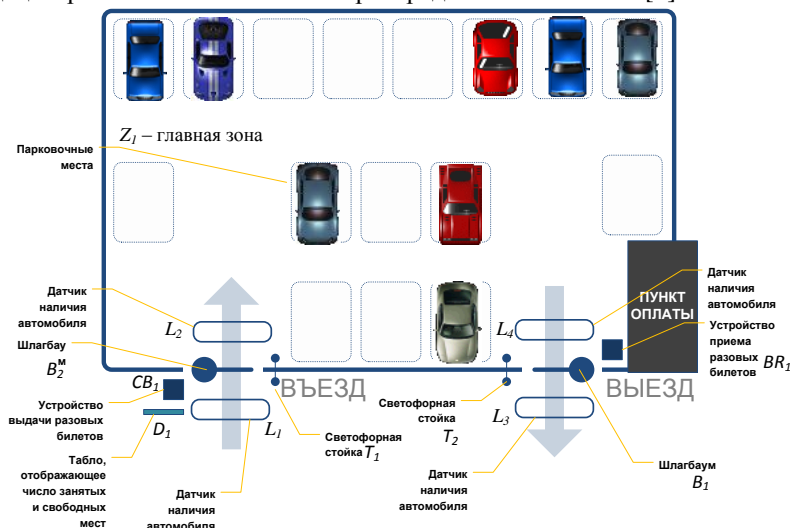 Z1 – главная зона
Парковочные
места
Датчик
наличия
автомобиля
L2
Шлагбау
м
B2
CB1
Устройство
выдачи разовых
билетов
D1
Табло,
отображающее
число занятых
и свободных
мест
Датчик
наличия
автомобиля
L1
ВЪЕЗД
Светофорная
стойка T1
Светофорная
стойка
T2
L4
L3
Датчик
наличия
автомобиля
ВЫЕЗД
ПУНКТ
ОПЛАТЫ
Датчик
наличия
автомобиля
Устройство
приема
разовых
билетов BR1
Шлагбаум
B1